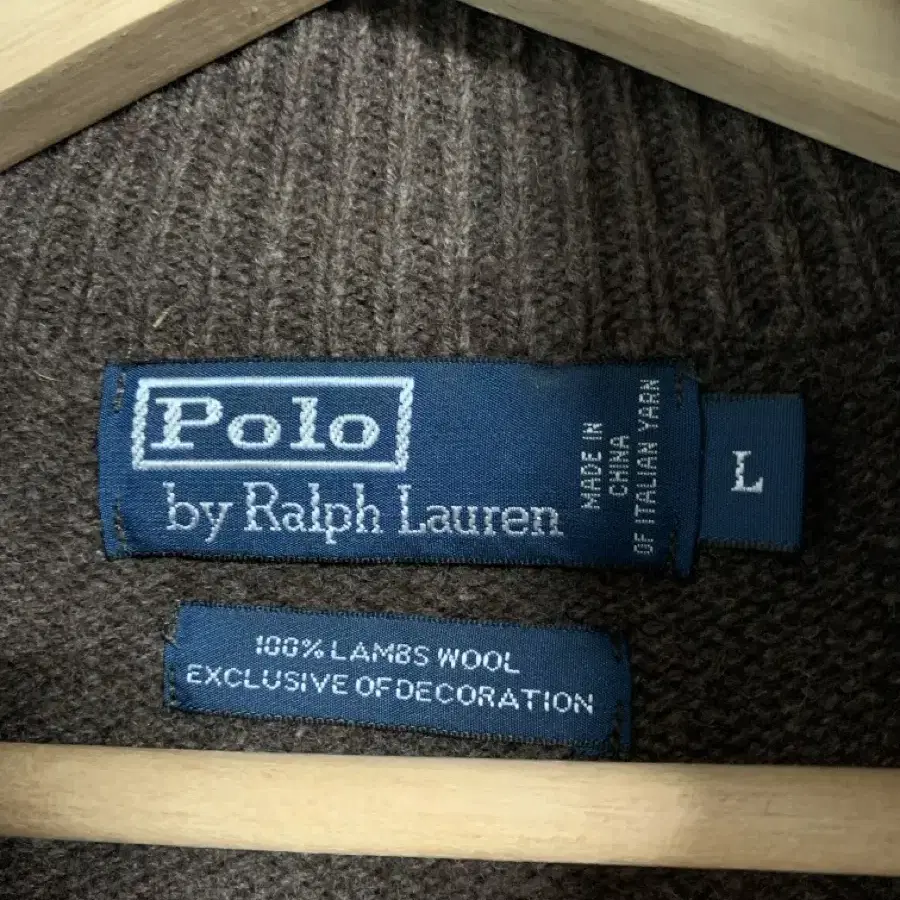 Polo
by Ralph Lauren
MADE IN
CHINA
OF ITALIAN YARN
L
100% LAMBS WOOL
EXCLUSIVE OF DECORATION